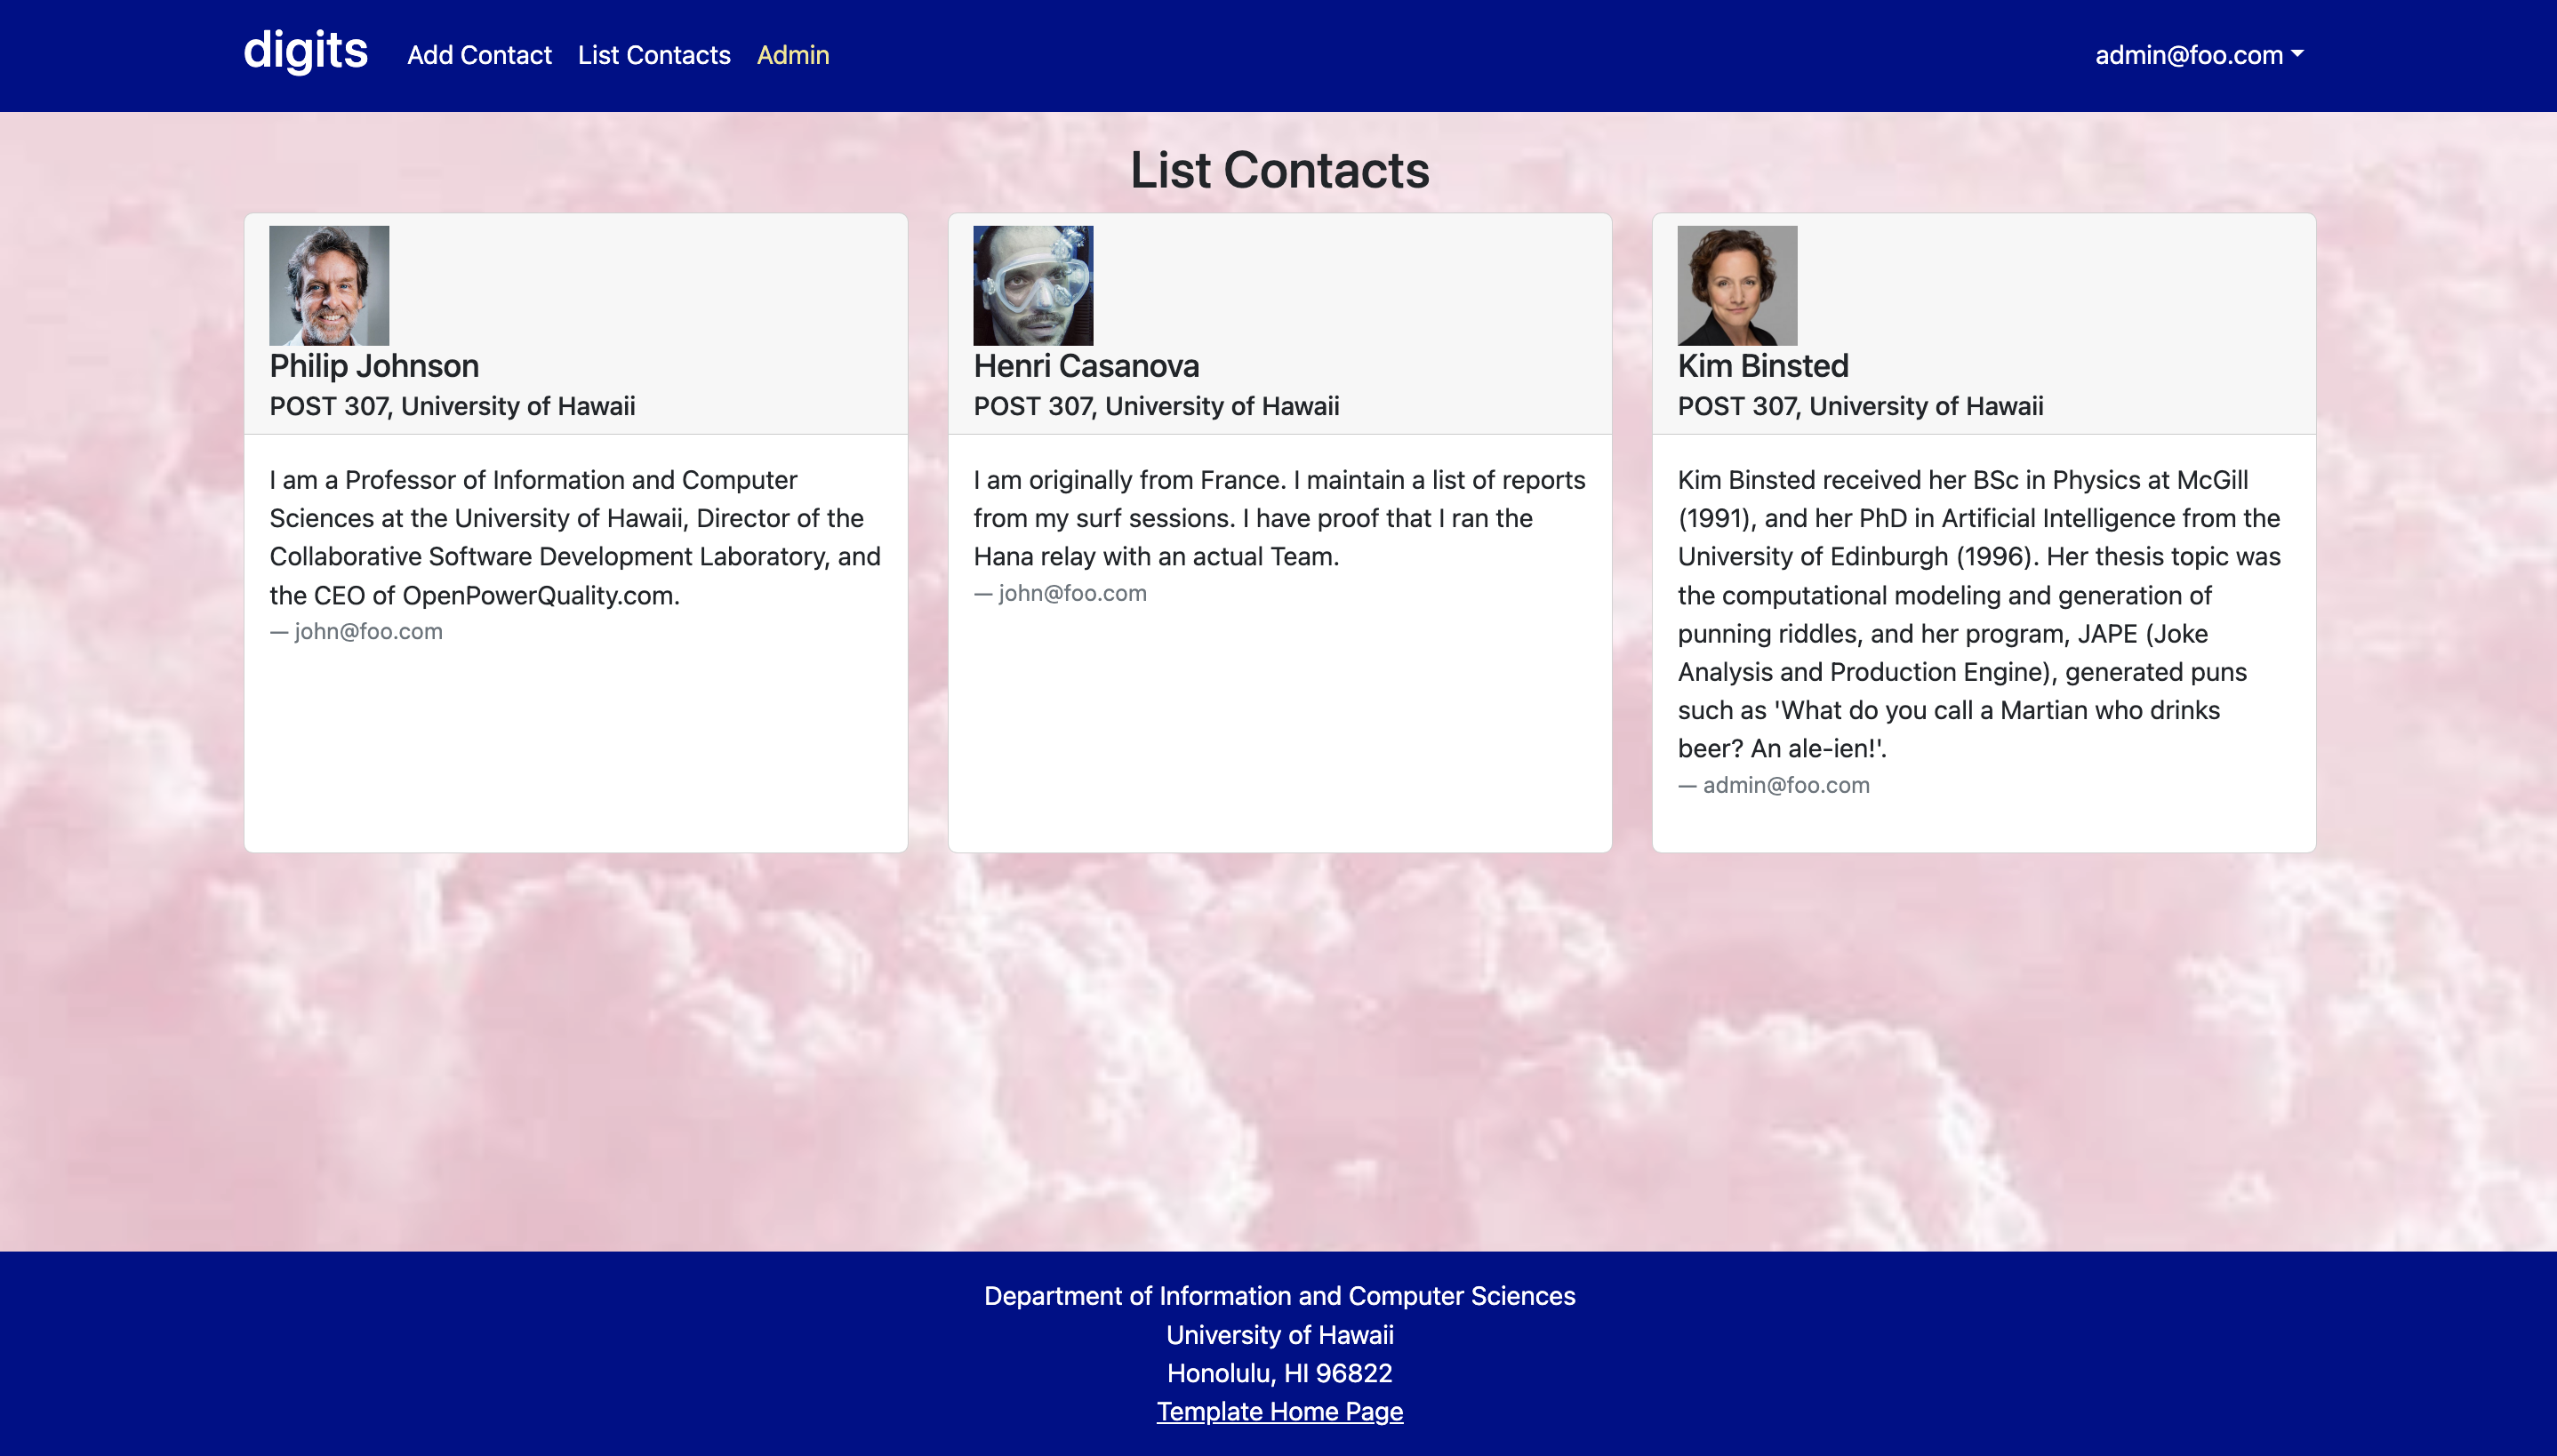 digits Add Contact List Contacts Admin admin@foo.com
List Contacts
Philip Johnson
POST 307, University of Hawaii
I am a Professor of Information and Computer
Sciences at the University of Hawaii, Director of the
Collaborative Software Development Laboratory, and
the CEO of OpenPowerQuality.com.
— john@foo.com
Henri Casanova
POST 307, University of Hawaii
I am originally from France. I maintain a list of reports
from my surf sessions. I have proof that I ran the
Hana relay with an actual Team.
— john@foo.com
Kim Binsted
POST 307, University of Hawaii
Kim Binsted received her BSc in Physics at McGill
(1991), and her PhD in Artificial Intelligence from the
University of Edinburgh (1996). Her thesis topic was
the computational modeling and generation of
punning riddles, and her program, JAPE (Joke
Analysis and Production Engine), generated puns
such as 'What do you call a Martian who drinks
beer? An ale-ien!'.
— admin@foo.com
Department of Information and Computer Sciences
University of Hawaii
Honolulu, HI 96822
Template Home Page